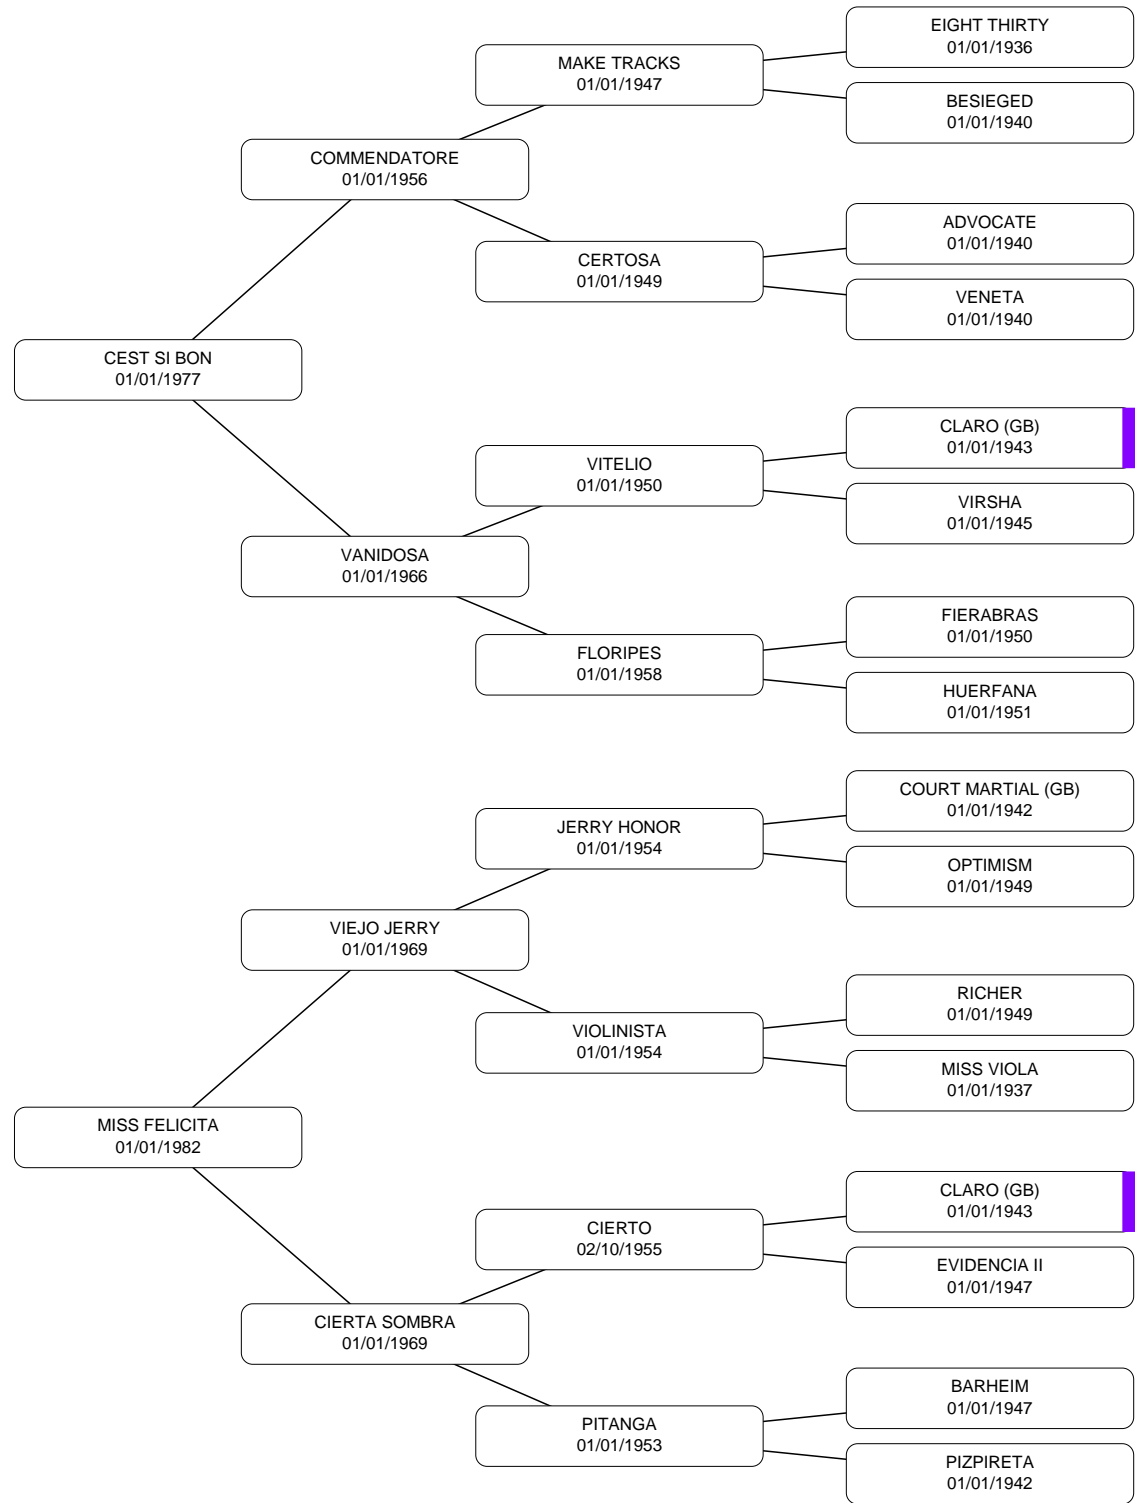 EIGHT THIRTY
01/01/1936
MAKE TRACKS
01/01/1947
BESIEGED
01/01/1940
COMMENDATORE
01/01/1956
ADVOCATE
01/01/1940
CERTOSA
01/01/1949
VENETA
01/01/1940
CEST SI BON
01/01/1977
CLARO (GB)
01/01/1943
VITELIO
01/01/1950
VIRSHA
01/01/1945
VANIDOSA
01/01/1966
FIERABRAS
01/01/1950
FLORIPES
01/01/1958
HUERFANA
01/01/1951
COURT MARTIAL (GB)
01/01/1942
JERRY HONOR
01/01/1954
OPTIMISM
01/01/1949
VIEJO JERRY
01/01/1969
RICHER
01/01/1949
VIOLINISTA
01/01/1954
MISS VIOLA
01/01/1937
MISS FELICITA
01/01/1982
CLARO (GB)
01/01/1943
CIERTO
02/10/1955
EVIDENCIA II
01/01/1947
CIERTA SOMBRA
01/01/1969
BARHEIM
01/01/1947
PITANGA
01/01/1953
PIZPIRETA
01/01/1942